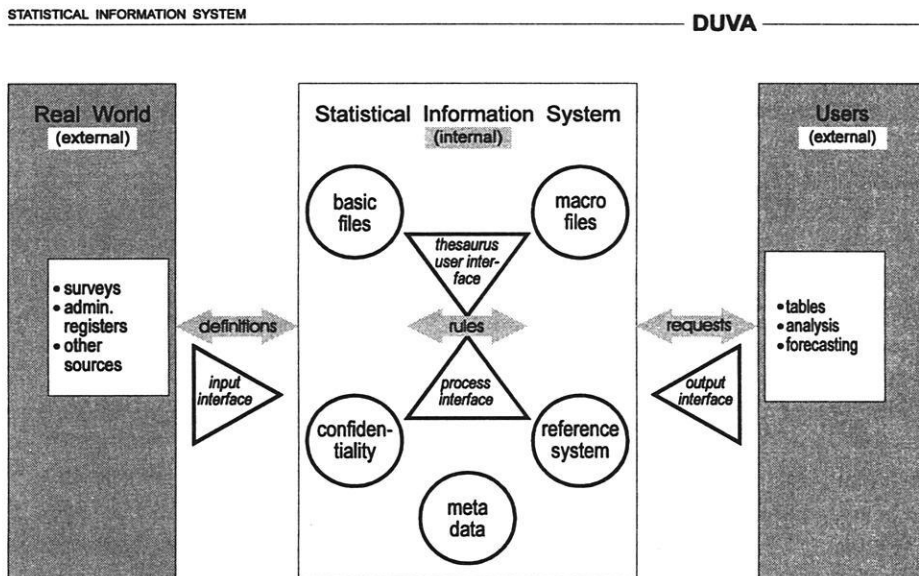 STATISTICAL INFORMATION SYSTEM
DUVA
Real World
(external)
Statistical Information System
(internal)
Users
(external)
basic
files
macro
files
thesaurus
user inter-
face
• surveys
• admin.
registers
• other
sources
definitions
rules
requests
• tables
• analysis
• forecasting
input
interface
process
interface
output
interface
confiden-
tiality
reference
system
meta
data